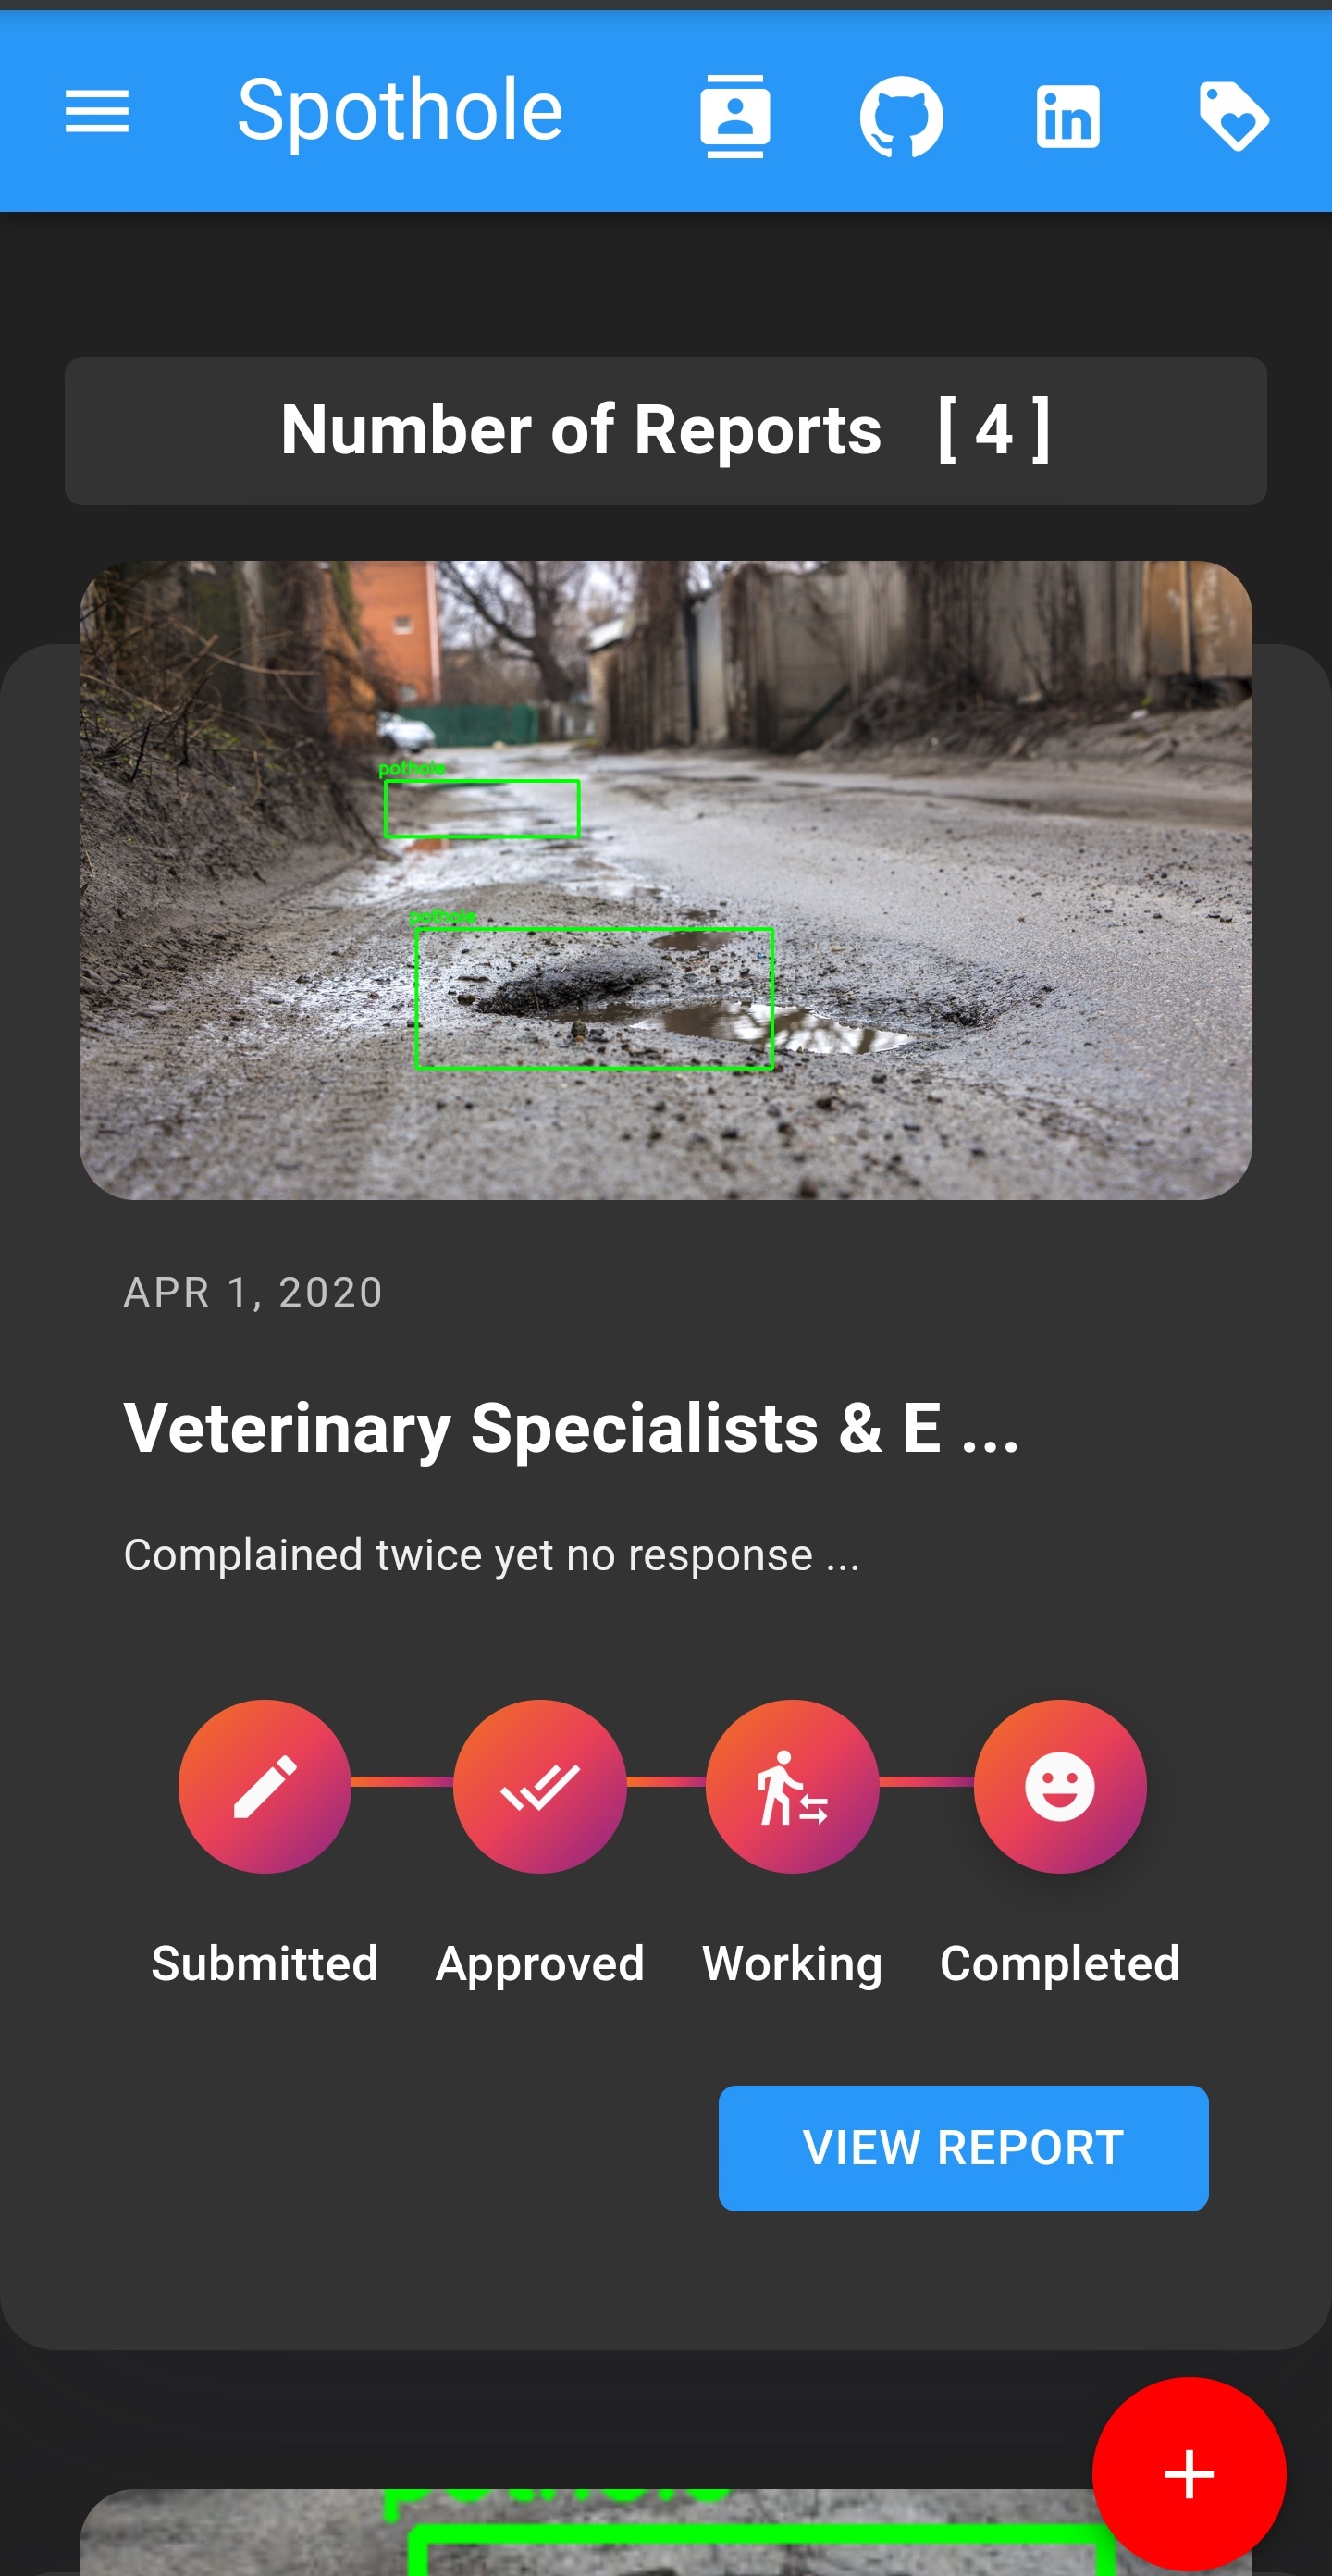 Spothole
Number of Reports [ 4 ]
pothole
pothole
APR 1, 2020
Veterinary Specialists & E ...
Complained twice yet no response ...
Submitted Approved Working Completed
VIEW REPORT